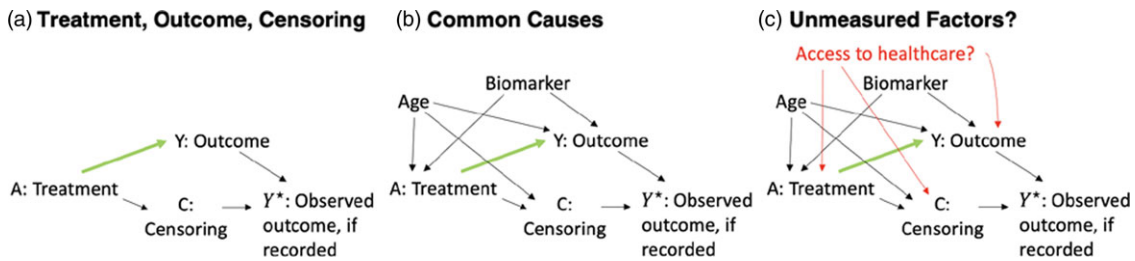 (a) Treatment, Outcome, Censoring
Y: Outcome
A: Treatment
C:
Censoring
Y*: Observed
outcome, if
recorded
(b) Common Causes
Biomarker
Age
Y: Outcome
A: Treatment
C:
Censoring
Y*: Observed
outcome, if
recorded
(c) Unmeasured Factors?
Access to healthcare?
Biomarker
Age
Y: Outcome
A: Treatment
C:
Censoring
Y*: Observed
outcome, if
recorded